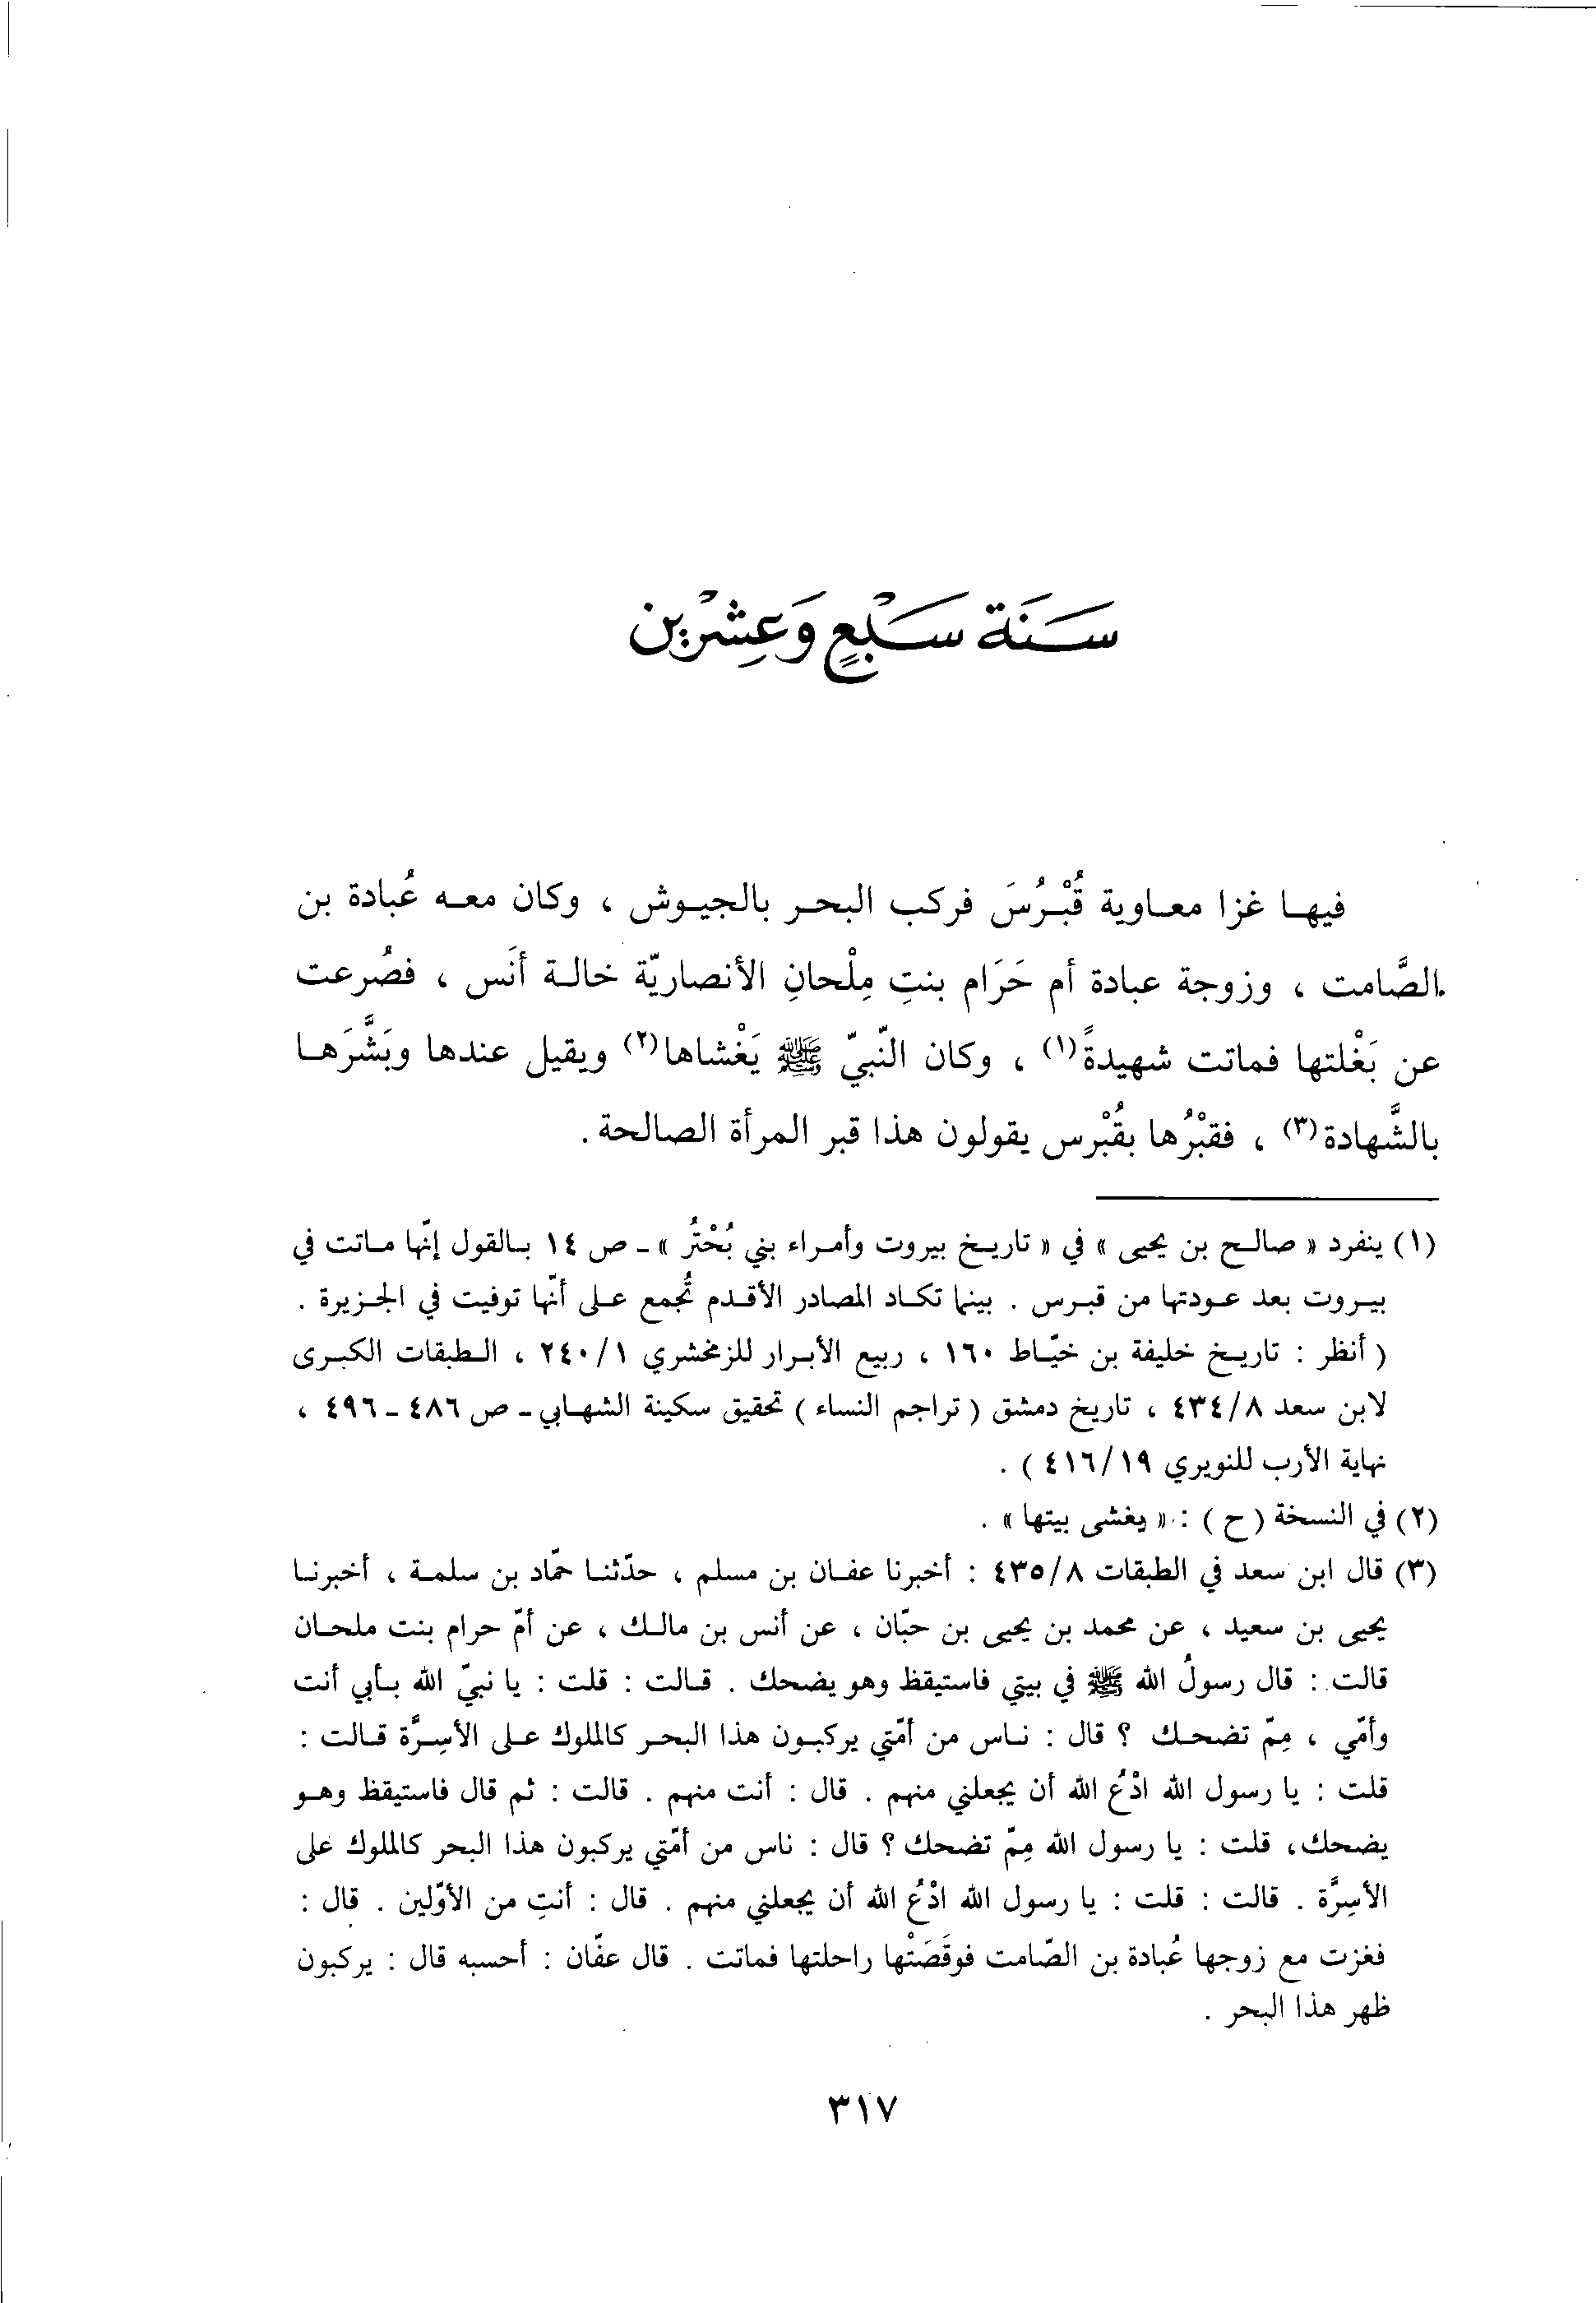 سَنَة سَبْعٍ وَعِشْرِين
فيها غزا معاوية قُبْرُسَ فركب البحر بالجيوش ، وكان معه عُبادة بن
الصَّامت ، وزوجة عبادة أم حَرَام بنتِ مِلْحانِ الأنصاريّة خالة أنَس ، فصُرعت
عن بَغْلتها فماتت شهيدةً(١) ، وكان النّبيّ ﷺ يَغْشاها(٢) ويقيل عندها وبَشَّرَها
بالشَّهادة(٣) ، فقبْرُها بقُبْرس يقولون هذا قبر المرأة الصالحة.
(١) ينفرد « صالح بن يحيى » في « تاريخ بيروت وأمراء بني بُحْتُر » - ص ١٤ بالقول إنّها ماتت في
بيروت بعد عودتها من قبرس . بينما تكاد المصادر الأقدم تُجمع على أنّها توفيت في الجزيرة .
( أنظر : تاريخ خليفة بن خيّاط ١٦٠ ، ربيع الأبرار للزمخشري ٢٤٠/١ ، الطبقات الكبرى
لابن سعد ٤٣٤/٨ ، تاريخ دمشق ( تراجم النساء ) تحقيق سكينة الشهابي - ص ٤٨٦ - ٤٩٦ ،
نهاية الأرب للنويري ٤١٦/١٩ ) .
(٢) في النسخة ( ح ) : « يغشى بيتها » .
(٣) قال ابن سعد في الطبقات ٤٣٥/٨ : أخبرنا عفان بن مسلم ، حدّثنا حمّاد بن سلمة ، أخبرنا
يحيى بن سعيد ، عن محمد بن يحيى بن حبّان ، عن أنس بن مالك ، عن أمّ حرام بنت ملحان
قالت : قال رسولُ الله ﷺ في بيتي فاستيقظ وهو يضحك . قالت : قلت : يا نبيّ الله بأبي أنت
وأمّي ، مِمّ تضحك ؟ قال : ناس من أمّتي يركبون هذا البحر كالملوك على الأسِرَّة قالت :
قلت : يا رسول الله ادْعُ الله أن يجعلني منهم . قال : أنت منهم . قالت : ثم قال فاستيقظ وهو
يضحك، قلت : يا رسول الله مِمّ تضحك ؟ قال : ناس من أمّتي يركبون هذا البحر كالملوك على
الأسِرَّة . قالت : قلت : يا رسول الله ادْعُ الله أن يجعلني منهم . قال : أنتِ من الأوّلين . قال :
فغزت مع زوجها عُبادة بن الصّامت فوقَصَتْها راحلتها فماتت . قال عفّان : أحسبه قال : يركبون
ظهر هذا البحر .
٣١٧